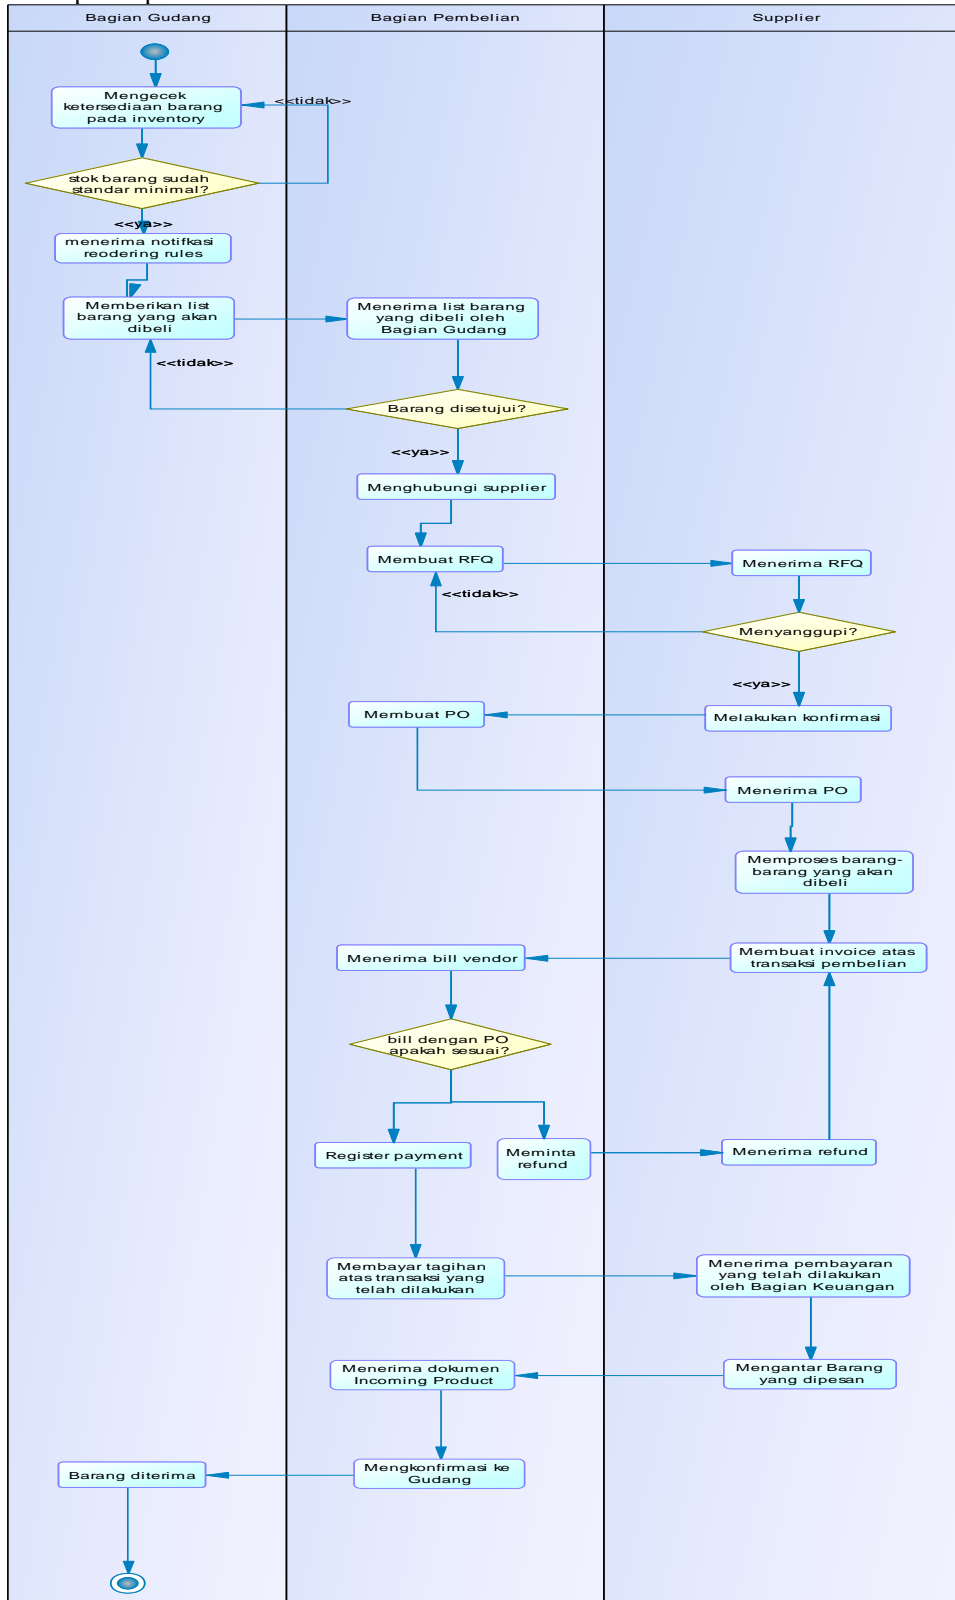 Bagian Gudang
Bagian Pembelian
Supplier
Mengecek
ketersediaan barang
pada inventory
<<tidak>>
stok barang sudah
standar minimal?
<<ya>>
menerima notifkasi
reodering rules
Memberikan list
barang yang akan
dibeli
Menerima list barang
yang dibeli oleh
Bagian Gudang
<<tidak>>
Barang disetujui?
<<ya>>
Menghubungi supplier
Membuat RFQ
Menerima RFQ
<<tidak>>
Menyanggupi?
<<ya>>
Membuat PO
Melakukan konfirmasi
Menerima PO
Memproses barang-
barang yang akan
dibeli
Menerima bill vendor
Membuat invoice atas
transaksi pembelian
bill dengan PO
apakah sesuai?
Register payment
Meminta
refund
Menerima refund
Membayar tagihan
atas transaksi yang
telah dilakukan
Menerima pembayaran
yang telah dilakukan
oleh Bagian Keuangan
Menerima dokumen
Incoming Product
Mengantar Barang
yang dipesan
Barang diterima
Mengkonfirmasi ke
Gudang